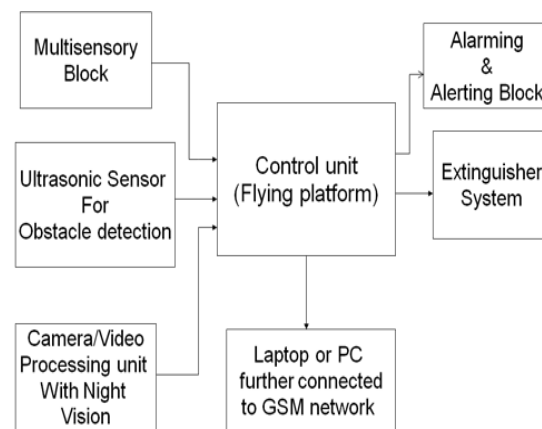 Multisensory
Block
Alarming
&
Alerting Block
Ultrasonic Sensor
For
Obstacle detection
Control unit
(Flying platform)
Extinguisher
System
Camera/Video
Processing unit
With Night
Vision
Laptop or PC
further connected
to GSM network